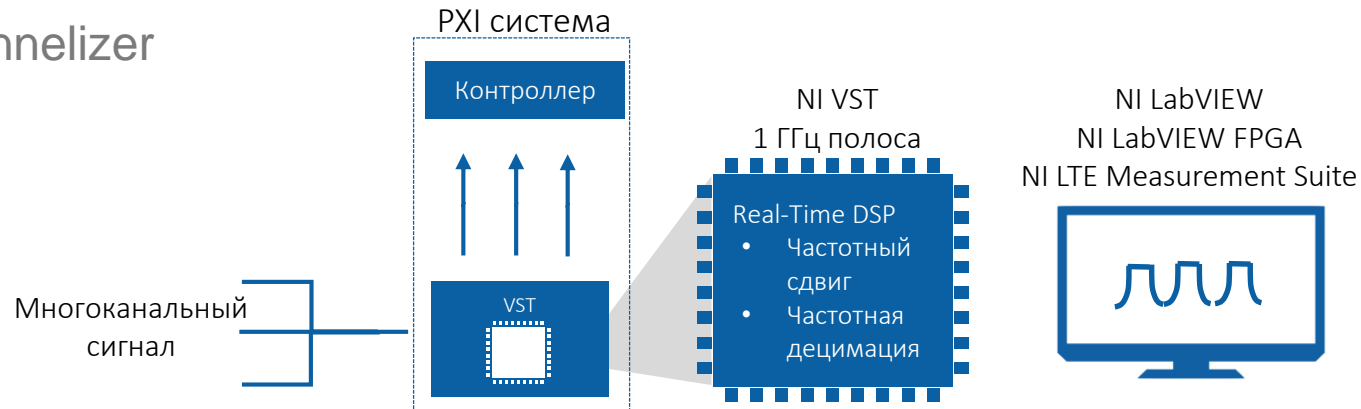 PXI система
Контроллер
VST
Многоканальный
сигнал
NI VST
1 ГГц полоса
Real-Time DSP
• Частотный
сдвиг
• Частотная
децимация
NI LabVIEW
NI LabVIEW FPGA
NI LTE Measurement Suite